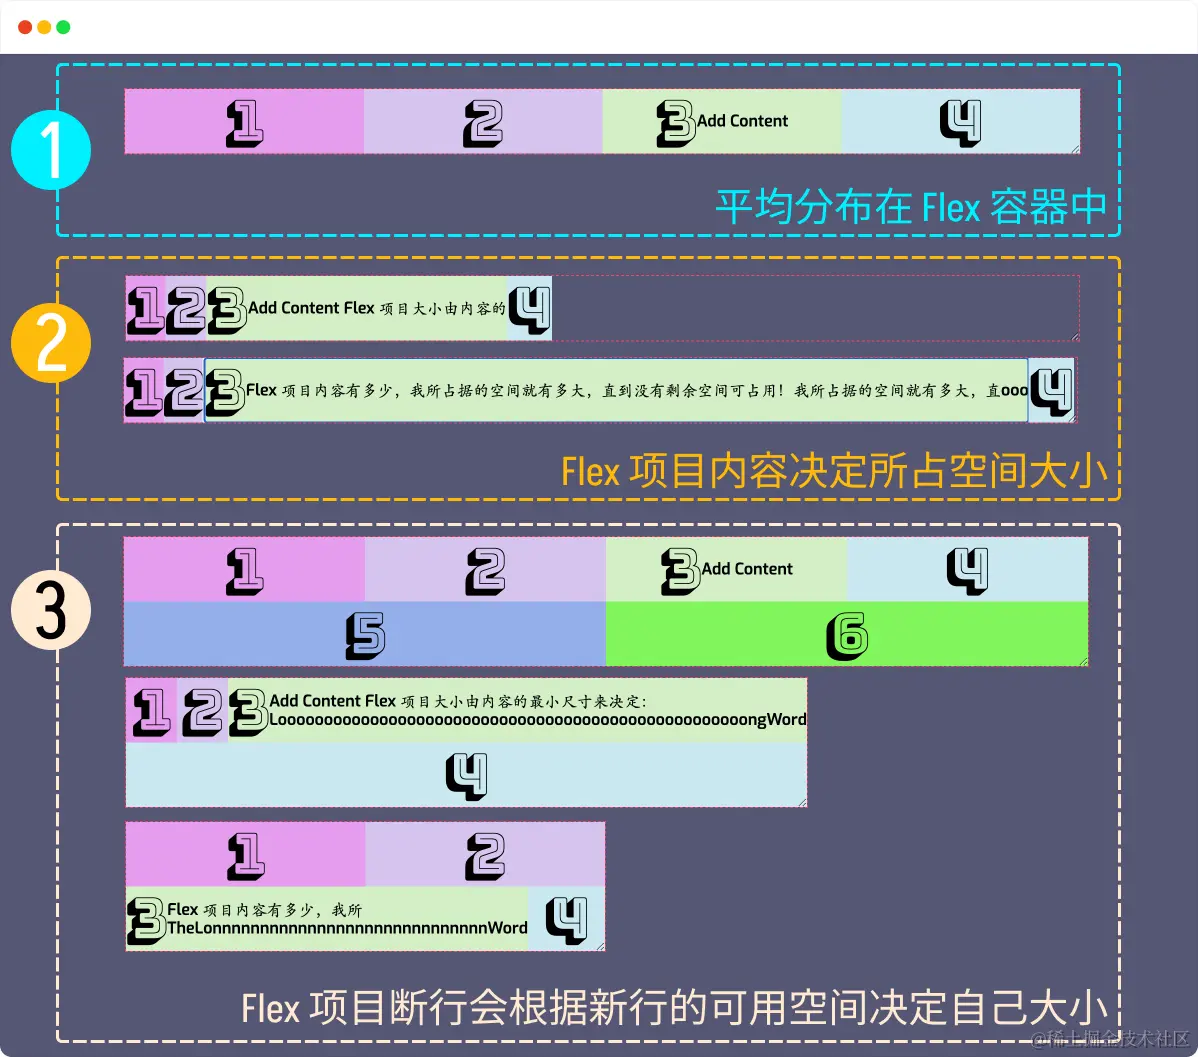 1
1 2 3 Add Content 4
平均分布在 Flex 容器中
2
1 2 3 Add Content Flex 项目大小由内容的 4
1 2 3 Flex 项目内容有多少，我所占据的空间就有多大，直到没有剩余空间可占用！我所占据的空间就有多大，直ooo 4
Flex 项目内容决定所占空间大小
3
1 2 3 Add Content 4
5 6
1 2 3 Add Content Flex 项目大小由内容的最小尺寸来决定：
4
1 2
3 Flex 项目内容有多少，我所
4
Flex 项目断行会根据新行的可用空间决定自己大小
@稀土掘金技术社区